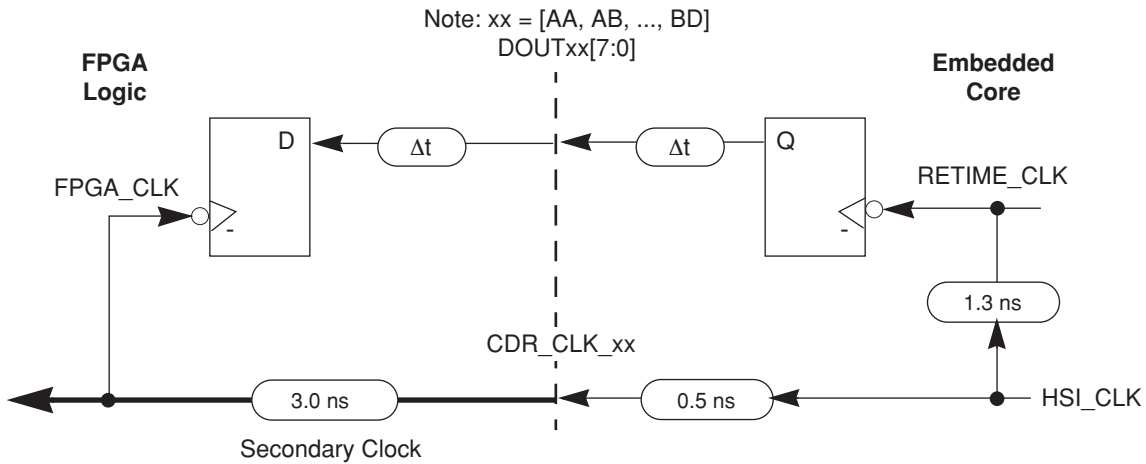 Note: xx = [AA, AB, ..., BD]
DOUTxx[7:0]
FPGA
Logic
Embedded
Core
D
Δt
Δt
Q
FPGA_CLK
RETIME_CLK
-
-
1.3 ns
CDR_CLK_xx
3.0 ns
0.5 ns
HSI_CLK
Secondary Clock